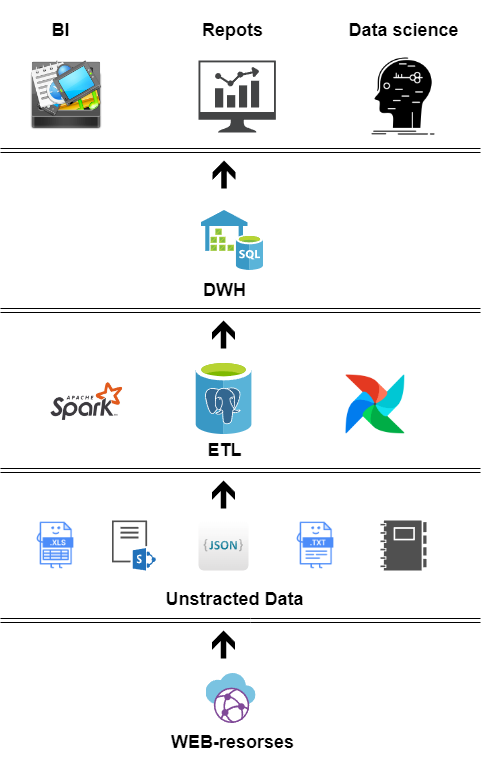 BI
Repots
Data science
SQL
DWH
APACHE
Spark
ETL
.XLS
S
{JSON}
.TXT
Unstracted Data
WEB-resorses